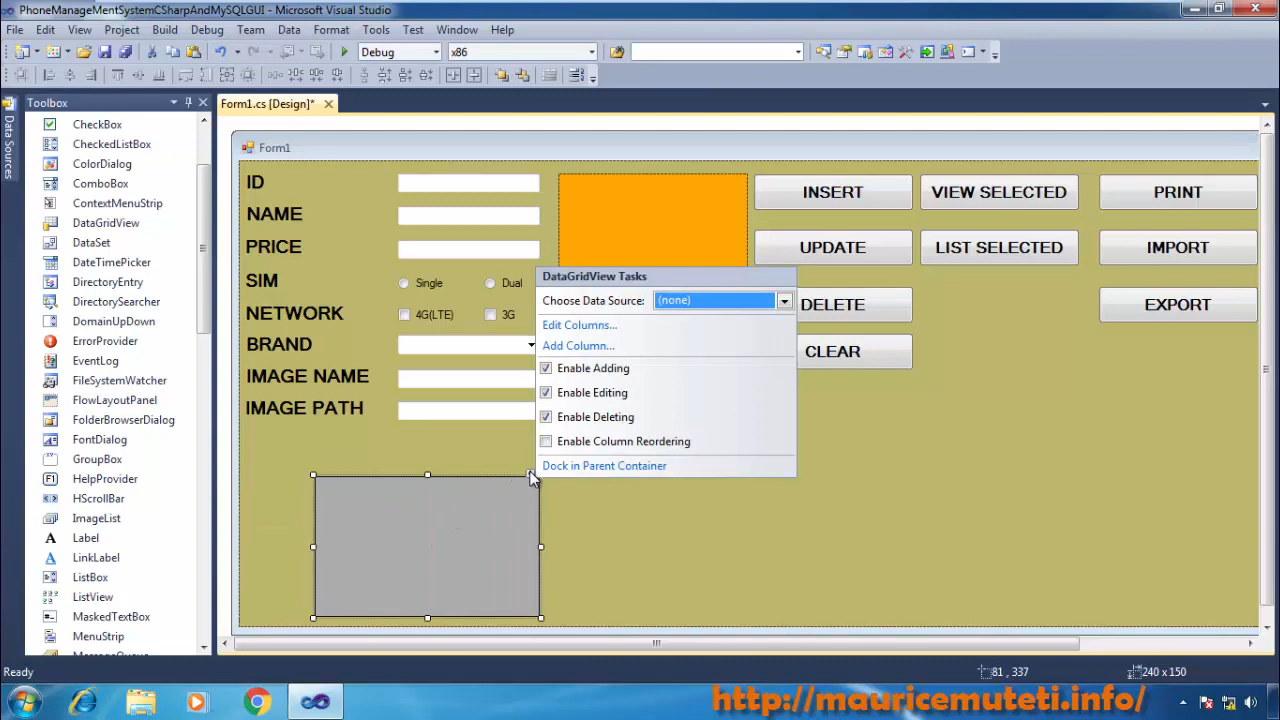 PhoneManageMentSystemCSharpAndMySQLGUI - Microsoft Visual Studio
File Edit View Project Build Debug Team Data Format Tools Test Window Help
Debug x86
Toolbox
Form1.cs [Design]*
Data Sources
CheckBox
CheckedListBox
ColorDialog
ComboBox
ContextMenuStrip
DataGridView
DataSet
DateTimePicker
DirectoryEntry
DirectorySearcher
DomainUpDown
ErrorProvider
EventLog
FileSystemWatcher
FlowLayoutPanel
FolderBrowserDialog
FontDialog
GroupBox
HelpProvider
HScrollBar
ImageList
Label
LinkLabel
ListBox
ListView
MaskedTextBox
MenuStrip
Form1
ID
NAME
PRICE
SIM Single Dual
NETWORK 4G(LTE) 3G
BRAND
IMAGE NAME
IMAGE PATH
INSERT VIEW SELECTED PRINT
UPDATE LIST SELECTED IMPORT
DELETE EXPORT
CLEAR
DataGridView Tasks
Choose Data Source: (none)
Edit Columns...
Add Column...
Enable Adding
Enable Editing
Enable Deleting
Enable Column Reordering
Dock in Parent Container
Ready
81 , 337
240 x 150
http://mauricemuteti.info/